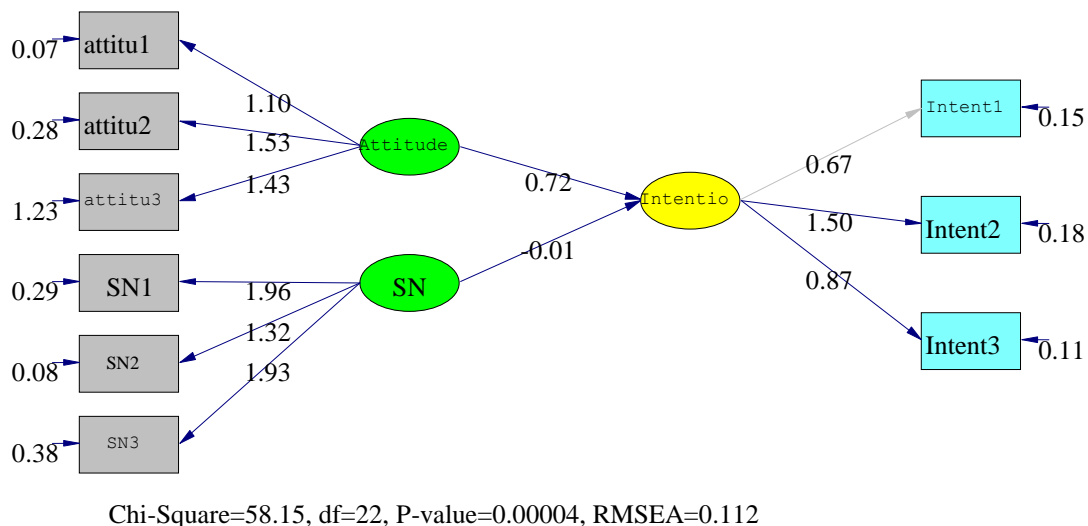 0.07 attitu1
0.28 attitu2
1.23 attitu3
0.29 SN1
0.08 SN2
0.38 SN3
1.10
1.53
1.43
1.96
1.32
1.93
Attitude
SN
0.72
-0.01
Intentio
0.67
1.50
0.87
Intent1 0.15
Intent2 0.18
Intent3 0.11
Chi-Square=58.15, df=22, P-value=0.00004, RMSEA=0.112